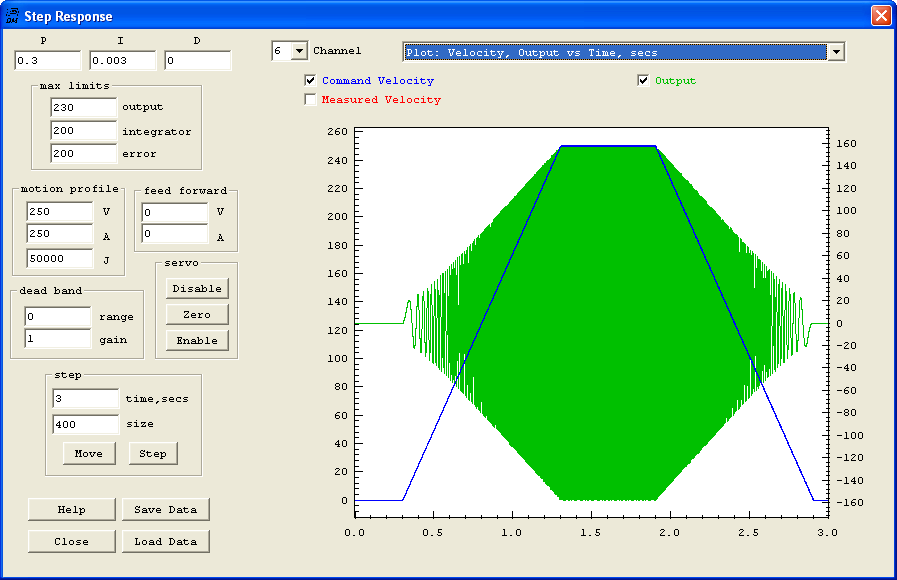 DM Step Response
P I D
0.3 0.003 0
6 Channel
Plot: Velocity, Output vs Time, secs
Command Velocity
Output
Measured Velocity
max limits
230 output
200 integrator
200 error
motion profile
250 V
250 A
50000 J
feed forward
0 V
0 A
servo
Disable
Zero
Enable
dead band
0 range
1 gain
step
3 time,secs
400 size
Move Step
Help Save Data
Close Load Data
260
240
220
200
180
160
140
120
100
80
60
40
20
0
160
140
120
100
80
60
40
20
0
-20
-40
-60
-80
-100
-120
-140
-160
0.0 0.5 1.0 1.5 2.0 2.5 3.0